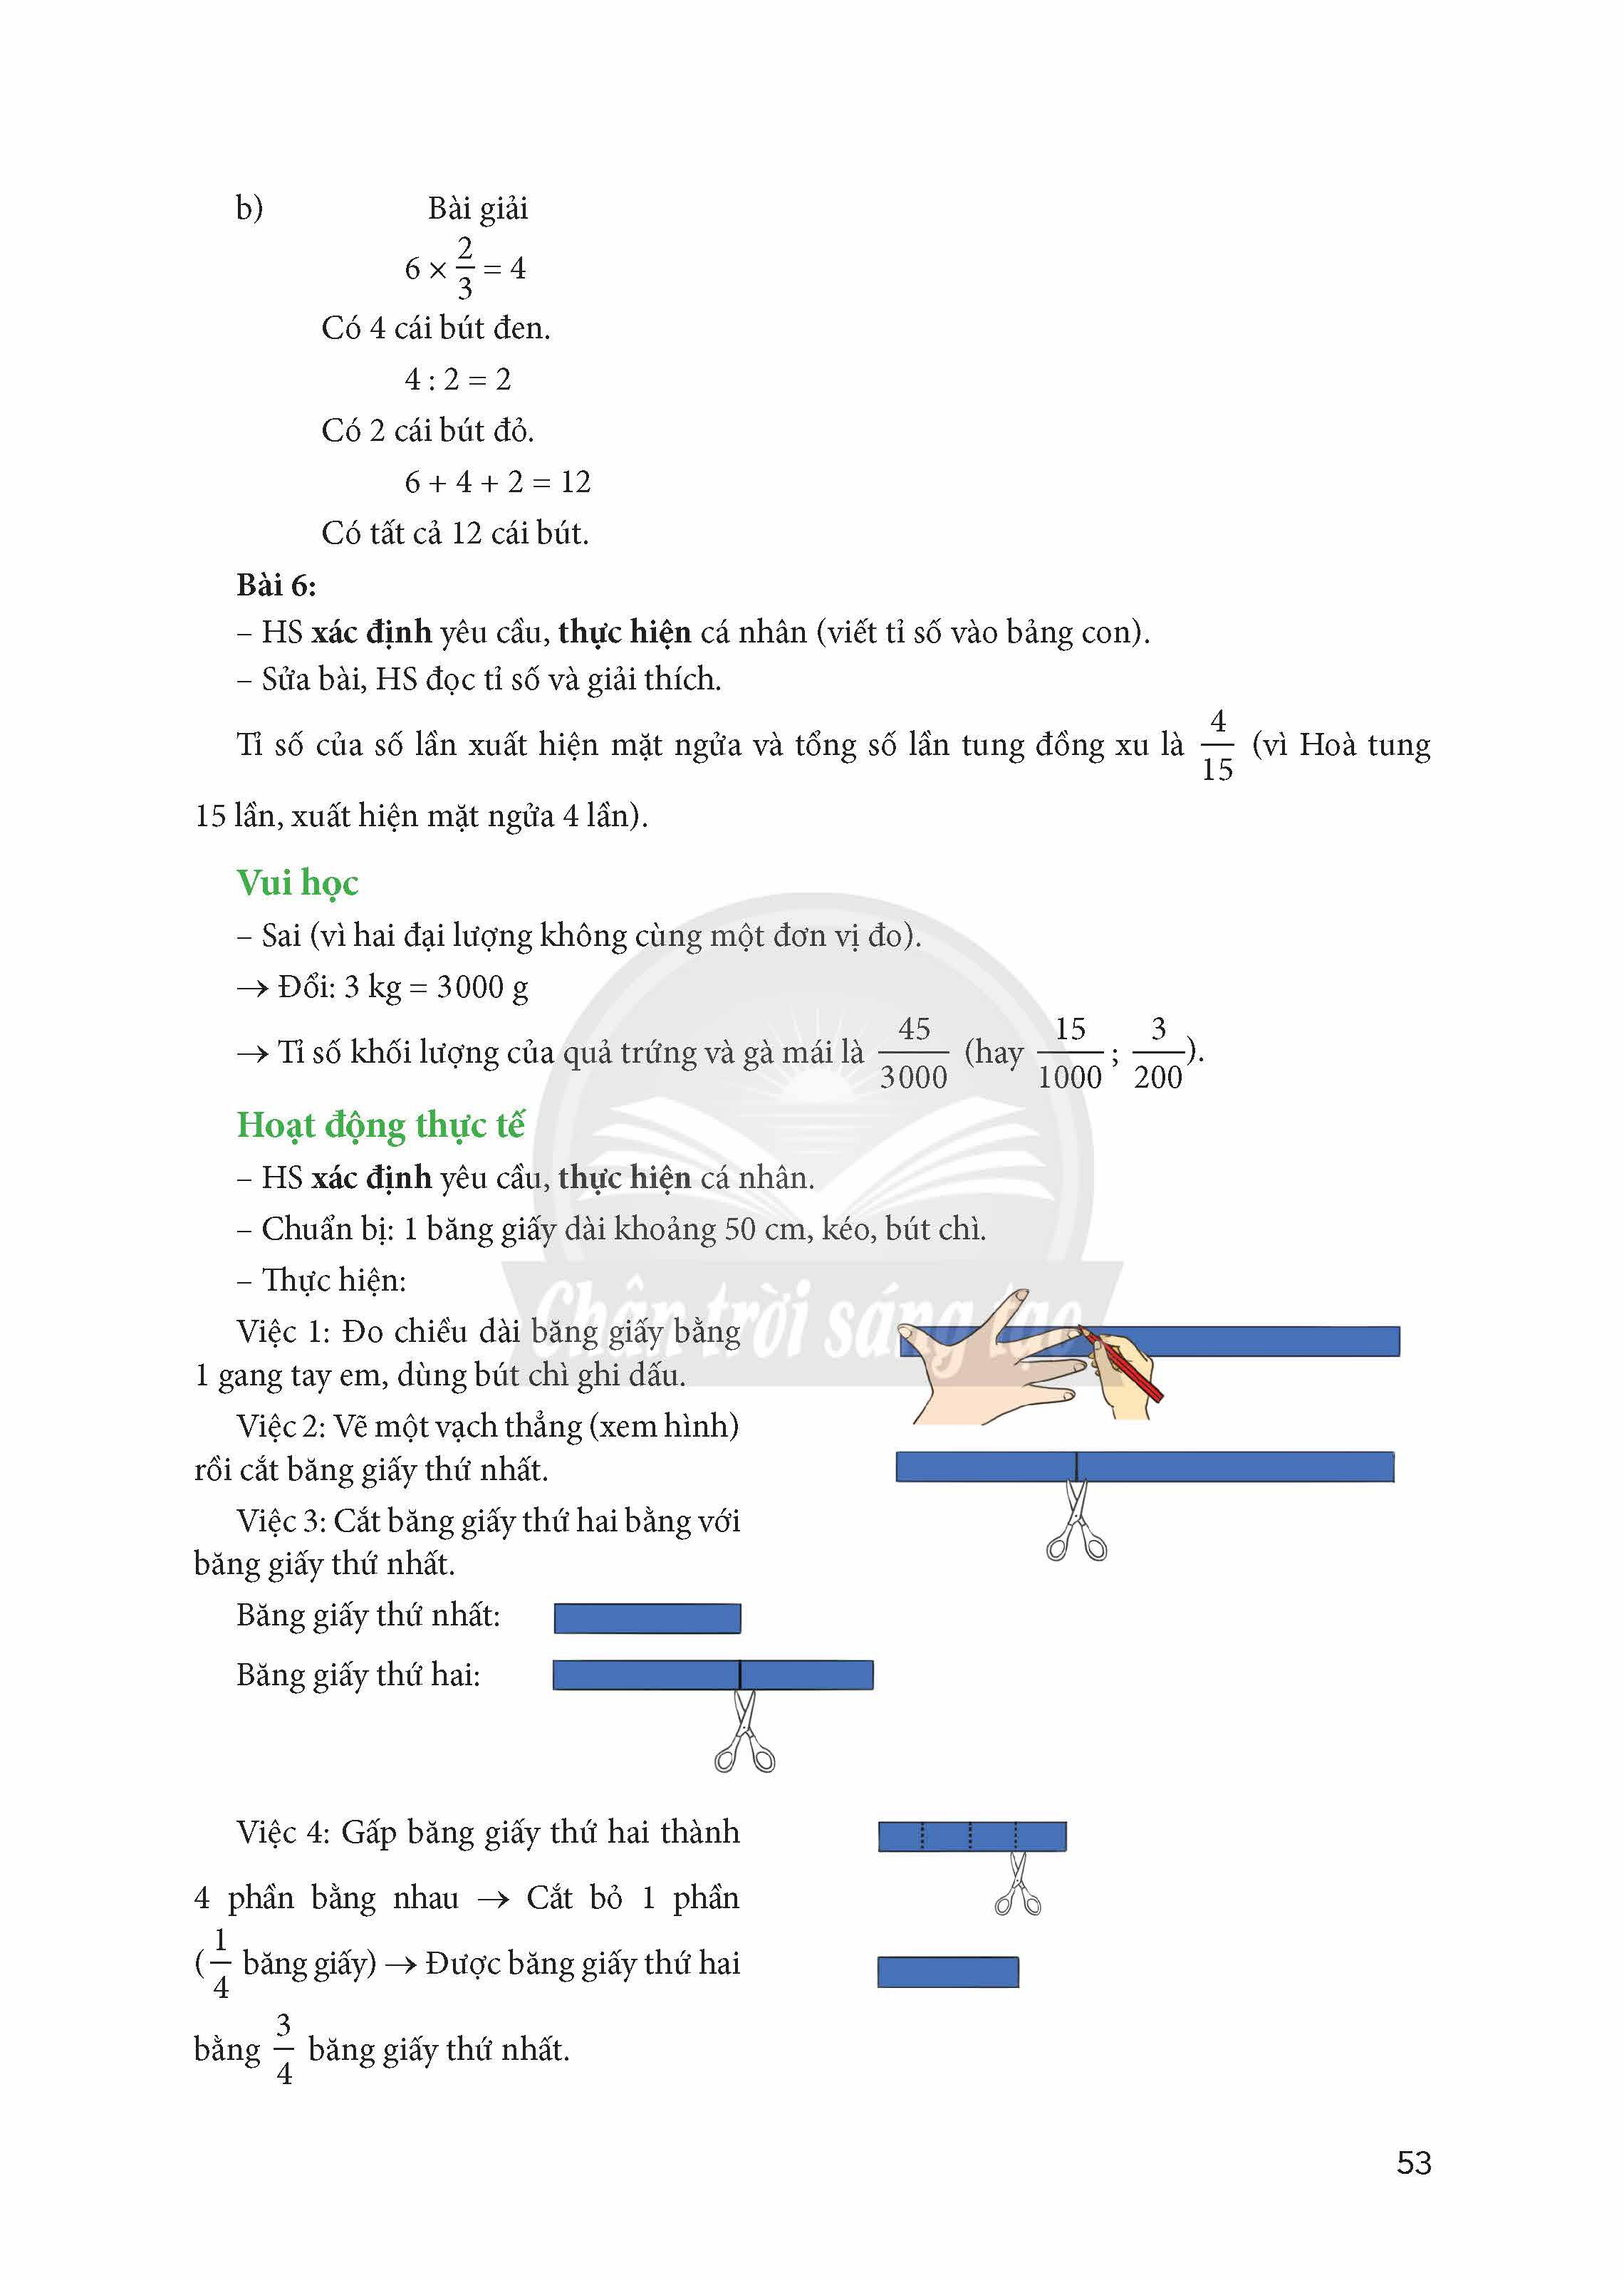 b) Bài giải
6 × 2/3 = 4
Có 4 cái bút đen.
4 : 2 = 2
Có 2 cái bút đỏ.
6 + 4 + 2 = 12
Có tất cả 12 cái bút.
Bài 6:
– HS xác định yêu cầu, thực hiện cá nhân (viết tỉ số vào bảng con).
– Sửa bài, HS đọc tỉ số và giải thích.
Tỉ số của số lần xuất hiện mặt ngửa và tổng số lần tung đồng xu là 4/15 (vì Hoà tung
15 lần, xuất hiện mặt ngửa 4 lần).
Vui học
– Sai (vì hai đại lượng không cùng một đơn vị đo).
→ Đổi: 3 kg = 3000 g
→ Tỉ số khối lượng của quả trứng và gà mái là 45/3000 (hay 15/1000 ; 3/200).
Hoạt động thực tế
– HS xác định yêu cầu, thực hiện cá nhân.
– Chuẩn bị: 1 băng giấy dài khoảng 50 cm, kéo, bút chì.
– Thực hiện:
Chân trời sáng tạo
Việc 1: Đo chiều dài băng giấy bằng
1 gang tay em, dùng bút chì ghi dấu.
Việc 2: Vẽ một vạch thẳng (xem hình)
rồi cắt băng giấy thứ nhất.
Việc 3: Cắt băng giấy thứ hai bằng với
băng giấy thứ nhất.
Băng giấy thứ nhất:
Băng giấy thứ hai:
Việc 4: Gấp băng giấy thứ hai thành
4 phần bằng nhau → Cắt bỏ 1 phần
(1/4 băng giấy) → Được băng giấy thứ hai
bằng 3/4 băng giấy thứ nhất.
53